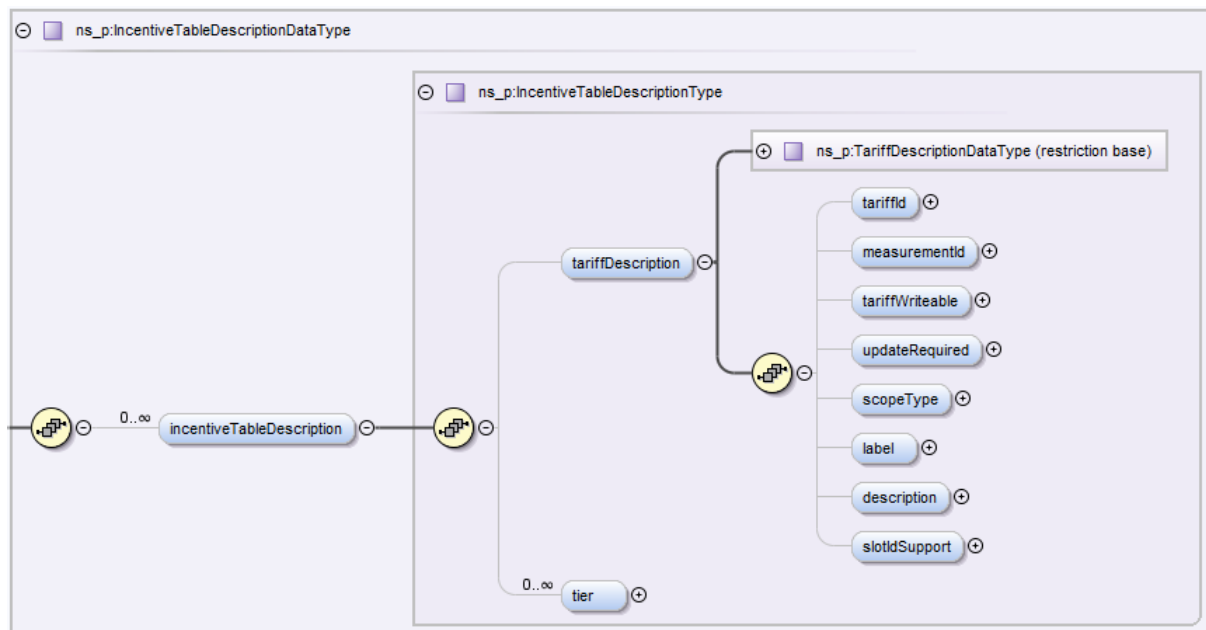 ns_p:IncentiveTableDescriptionDataType
ns_p:IncentiveTableDescriptionType
ns_p:TariffDescriptionDataType (restriction base)
tariffId
measurementId
tariffDescription
tariffWriteable
updateRequired
scopeType
0..∞
incentiveTableDescription
label
description
slotIdSupport
0..∞
tier